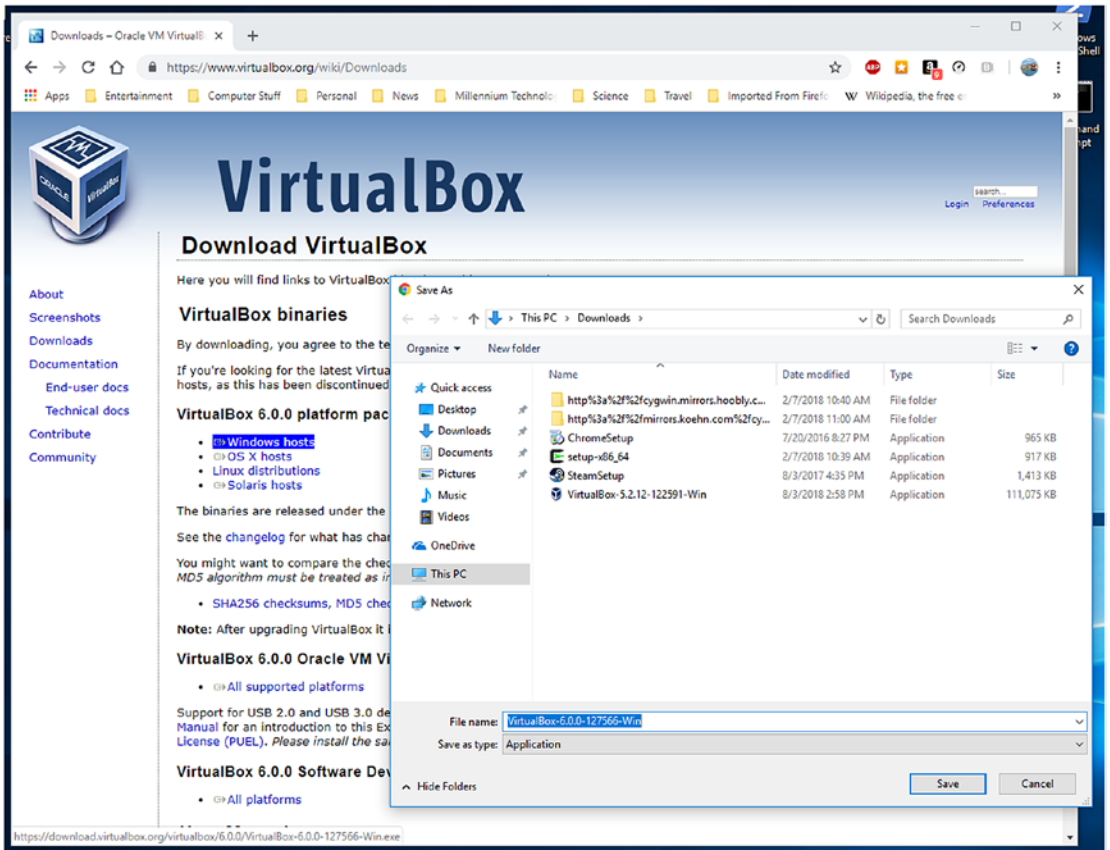 Downloads – Oracle VM VirtualB
https://www.virtualbox.org/wiki/Downloads
Apps Entertainment Computer Stuff Personal News Millennium Technolo Science Travel Imported From Firefo W Wikipedia, the free e »
ows
Shell
and
pt
ORACLE
VirtualBox
VirtualBox
search...
Login Preferences
Download VirtualBox
Here you will find links to VirtualBox
About
Screenshots
Downloads
Documentation
End-user docs
Technical docs
Contribute
Community
VirtualBox binaries
By downloading, you agree to the te
If you're looking for the latest Virtua
hosts, as this has been discontinued
VirtualBox 6.0.0 platform pac
Windows hosts
OS X hosts
Linux distributions
Solaris hosts
The binaries are released under the
See the changelog for what has cha
You might want to compare the chec
MD5 algorithm must be treated as in
SHA256 checksums, MD5 chec
Note: After upgrading VirtualBox it i
VirtualBox 6.0.0 Oracle VM Vi
All supported platforms
Support for USB 2.0 and USB 3.0 de
Manual for an introduction to this Ex
License (PUEL). Please install the sa
VirtualBox 6.0.0 Software Dev
All platforms
https://download.virtualbox.org/virtualbox/6.0.0/VirtualBox-6.0.0-127566-Win.exe
Save As
This PC > Downloads >
Search Downloads
Organize New folder
Quick access
Desktop
Downloads
Documents
Pictures
Music
Videos
OneDrive
This PC
Network
Name Date modified Type Size
http%3a%2f%2fcygwin.mirrors.hoobly.c... 2/7/2018 10:40 AM File folder
http%3a%2f%2fmirrors.koehn.com%2fcy... 2/7/2018 11:00 AM File folder
ChromeSetup 7/20/2016 8:27 PM Application 965 KB
setup-x86_64 2/7/2018 10:39 AM Application 917 KB
SteamSetup 8/3/2017 4:35 PM Application 1,413 KB
VirtualBox-5.2.12-122591-Win 8/3/2018 2:58 PM Application 111,075 KB
File name: VirtualBox-6.0.0-127566-Win
Save as type: Application
Hide Folders
Save Cancel